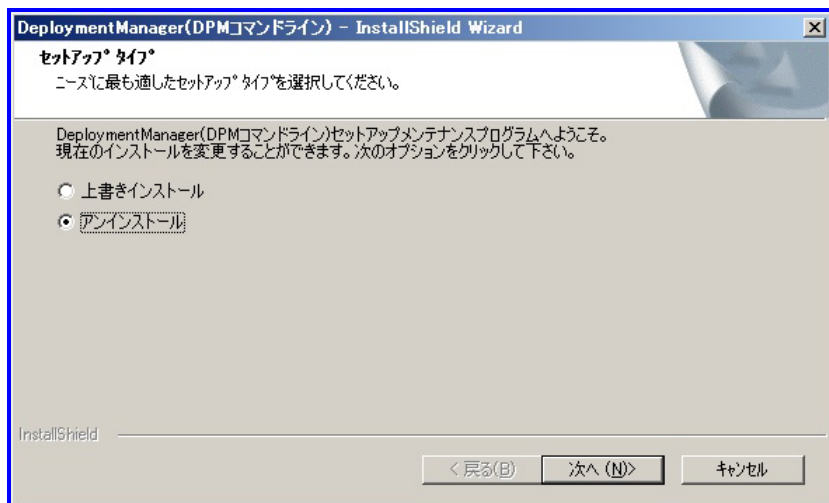 DeploymentManager(DPMコマンドライン) - InstallShield Wizard
セットアップ タイプ
ニーズに最も適したセットアップ タイプを選択してください。
DeploymentManager(DPMコマンドライン)セットアップメンテナンスプログラムへようこそ。
現在のインストールを変更することができます。次のオプションをクリックして下さい。
上書きインストール
アンインストール
InstallShield
< 戻る(B)
次へ (N)>
キャンセル